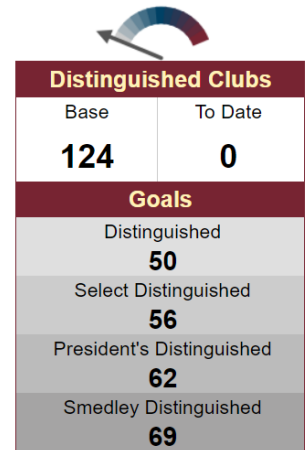 Distinguished Clubs
Base To Date
124 0
Goals
Distinguished
50
Select Distinguished
56
President's Distinguished
62
Smedley Distinguished
69